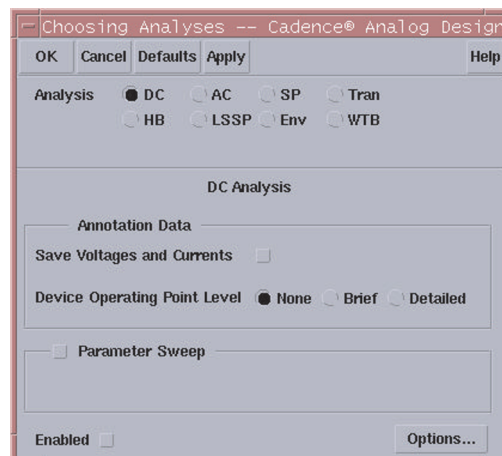 Choosing Analyses -- Cadence® Analog Design
OK Cancel Defaults Apply Help
Analysis DC AC SP Tran
HB LSSP Env WTB
DC Analysis
Annotation Data
Save Voltages and Currents
Device Operating Point Level None Brief Detailed
Parameter Sweep
Enabled Options...